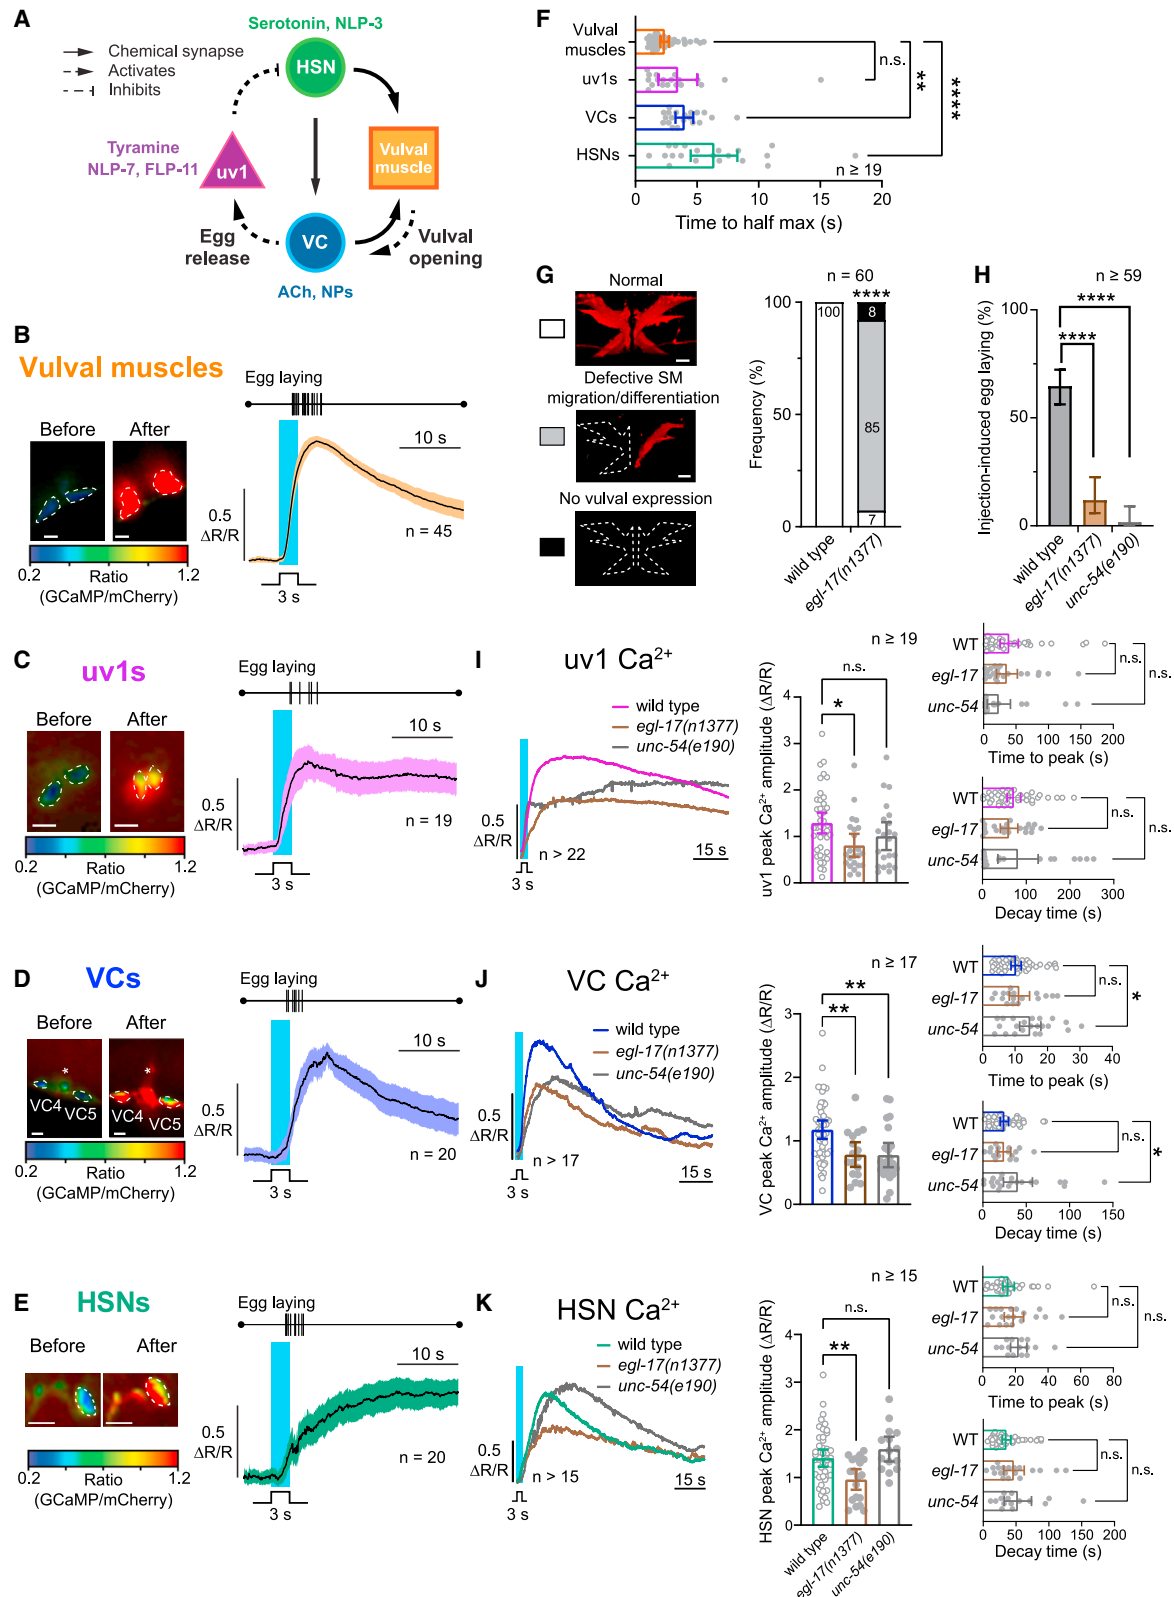 A
Serotonin, NLP-3
Chemical synapse
Activates
Inhibits
HSN
Tyramine
NLP-7, FLP-11
uv1
Vulval
muscle
Egg
release
VC
Vulval
opening
ACh, NPs
B
Vulval muscles
Egg laying
Before
After
10 s
0.5
ΔR/R
n = 45
0.2
1.2
Ratio
(GCaMP/mCherry)
3 s
C
uv1s
Egg laying
Before
After
10 s
0.5
ΔR/R
n = 19
0.2
1.2
Ratio
(GCaMP/mCherry)
3 s
D
VCs
Egg laying
Before
After
10 s
*
*
VC4
VC5
VC4
VC5
0.5
ΔR/R
n = 20
0.2
1.2
Ratio
(GCaMP/mCherry)
3 s
E
HSNs
Egg laying
Before
After
10 s
0.5
ΔR/R
n = 20
0.2
1.2
Ratio
(GCaMP/mCherry)
3 s
F
Vulval
muscles
uv1s
VCs
HSNs
n.s.
**
****
n ≥ 19
0
5
10
15
20
Time to half max (s)
G
Normal
Defective SM
migration/differentiation
No vulval expression
n = 60
****
Frequency (%)
100
50
0
100
8
85
7
wild type
egl-17(n1377)
H
n ≥ 59
****
****
Injection-induced egg laying (%)
100
50
0
wild type
egl-17(n1377)
unc-54(e190)
I
uv1 Ca2+
wild type
egl-17(n1377)
unc-54(e190)
0.5
ΔR/R
n > 22
15 s
3 s
n ≥ 19
n.s.
*
uv1 peak Ca2+ amplitude (ΔR/R)
4
3
2
1
0
WT
egl-17
unc-54
n.s.
n.s.
0
50
100
150
200
Time to peak (s)
WT
egl-17
unc-54
n.s.
n.s.
0
100
200
300
Decay time (s)
J
VC Ca2+
wild type
egl-17(n1377)
unc-54(e190)
0.5
ΔR/R
n > 17
15 s
3 s
n ≥ 17
**
**
VC peak Ca2+ amplitude (ΔR/R)
3
2
1
0
WT
egl-17
unc-54
n.s.
*
0
10
20
30
40
Time to peak (s)
WT
egl-17
unc-54
n.s.
*
0
50
100
150
Decay time (s)
K
HSN Ca2+
wild type
egl-17(n1377)
unc-54(e190)
0.5
ΔR/R
n > 15
15 s
3 s
n ≥ 15
n.s.
**
HSN peak Ca2+ amplitude (ΔR/R)
4
3
2
1
0
wild type
egl-17(n1377)
unc-54(e190)
WT
egl-17
unc-54
n.s.
n.s.
0
20
40
60
80
Time to peak (s)
WT
egl-17
unc-54
n.s.
n.s.
0
50
100
150
200
Decay time (s)